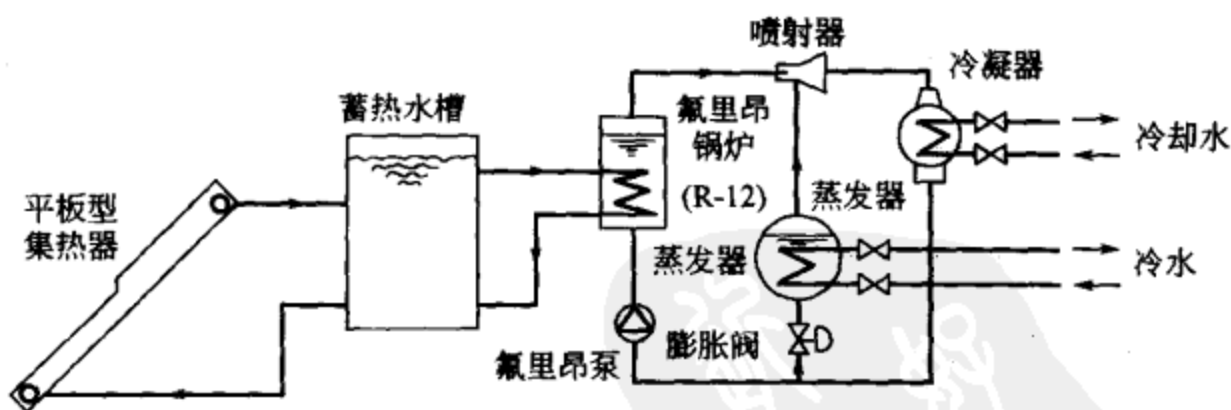 喷射器
冷凝器
蓄热水槽
氟里昂
锅炉
(R-12)
冷却水
平板型
集热器
蒸发器
蒸发器
冷水
氟里昂泵
膨胀阀